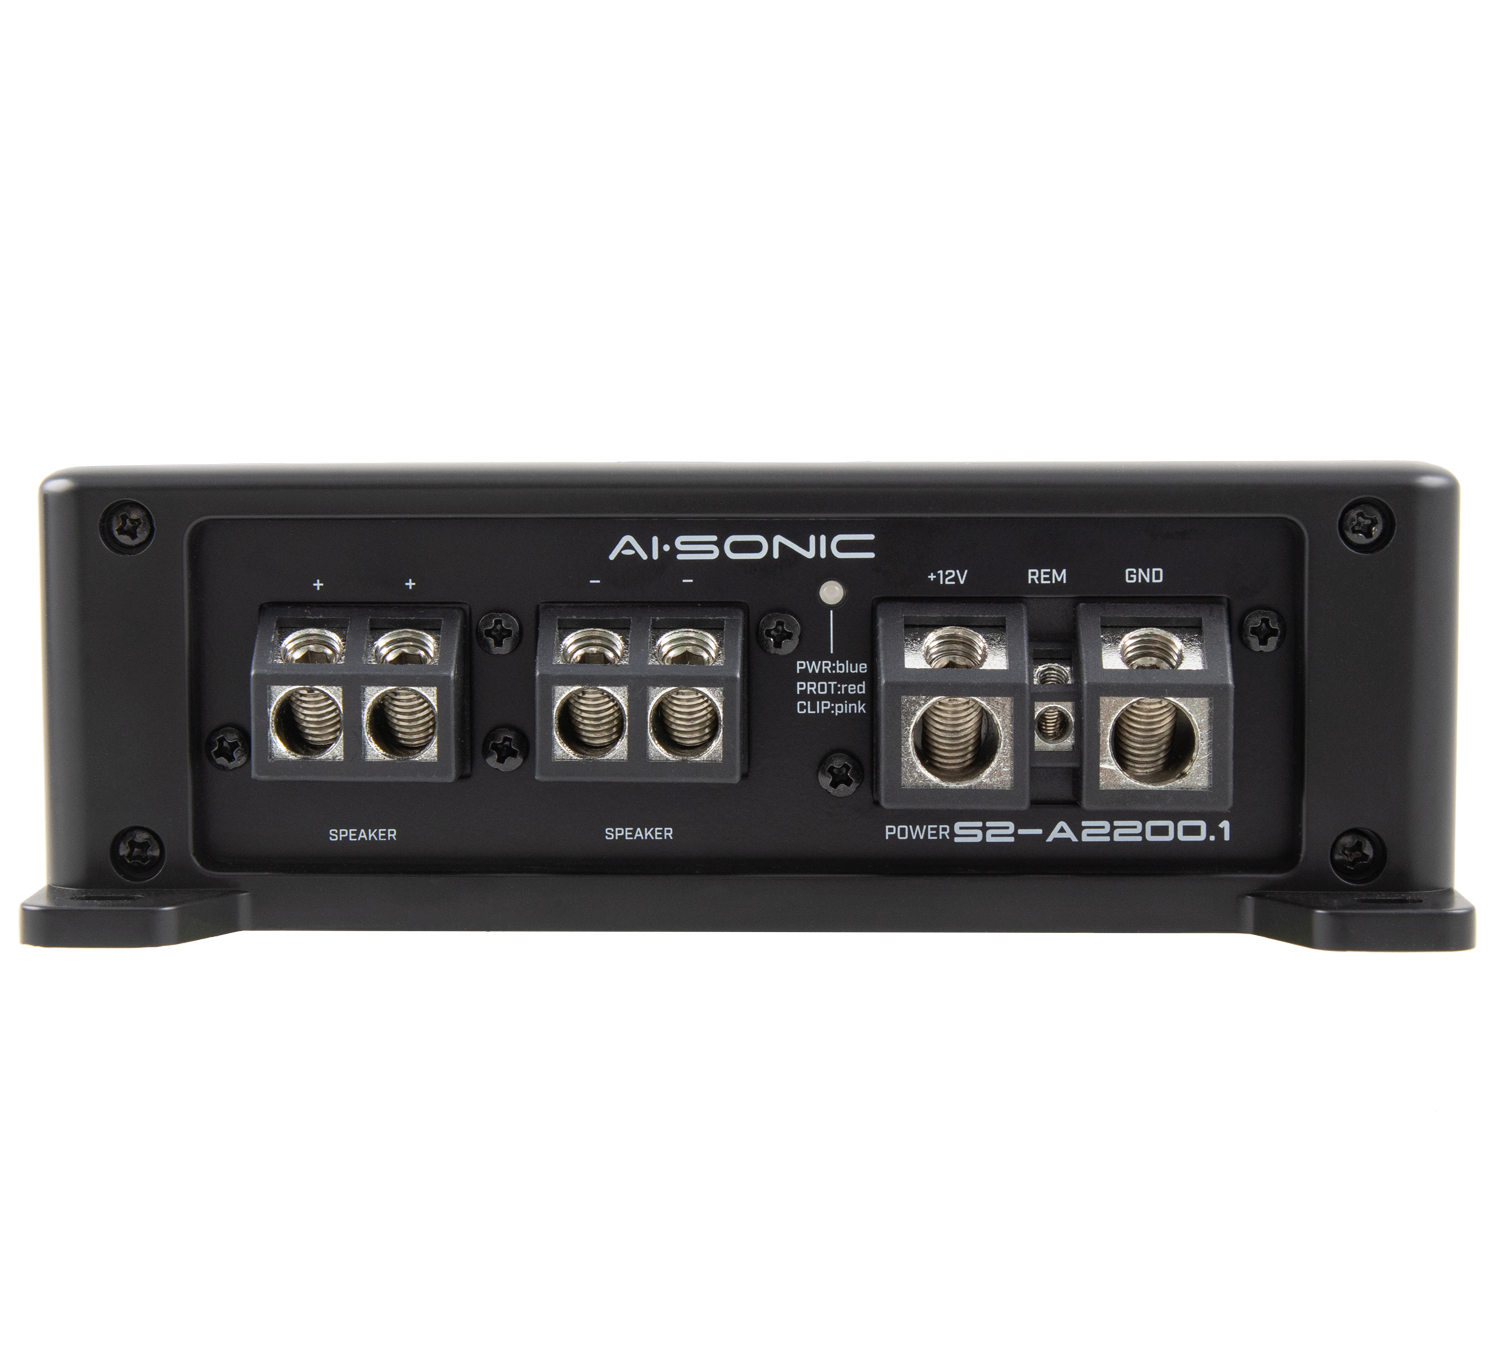 AI·SONIC
+ + − −
+12V REM GND
PWR:blue
PROT:red
CLIP:pink
SPEAKER SPEAKER POWER S2-A2200.1